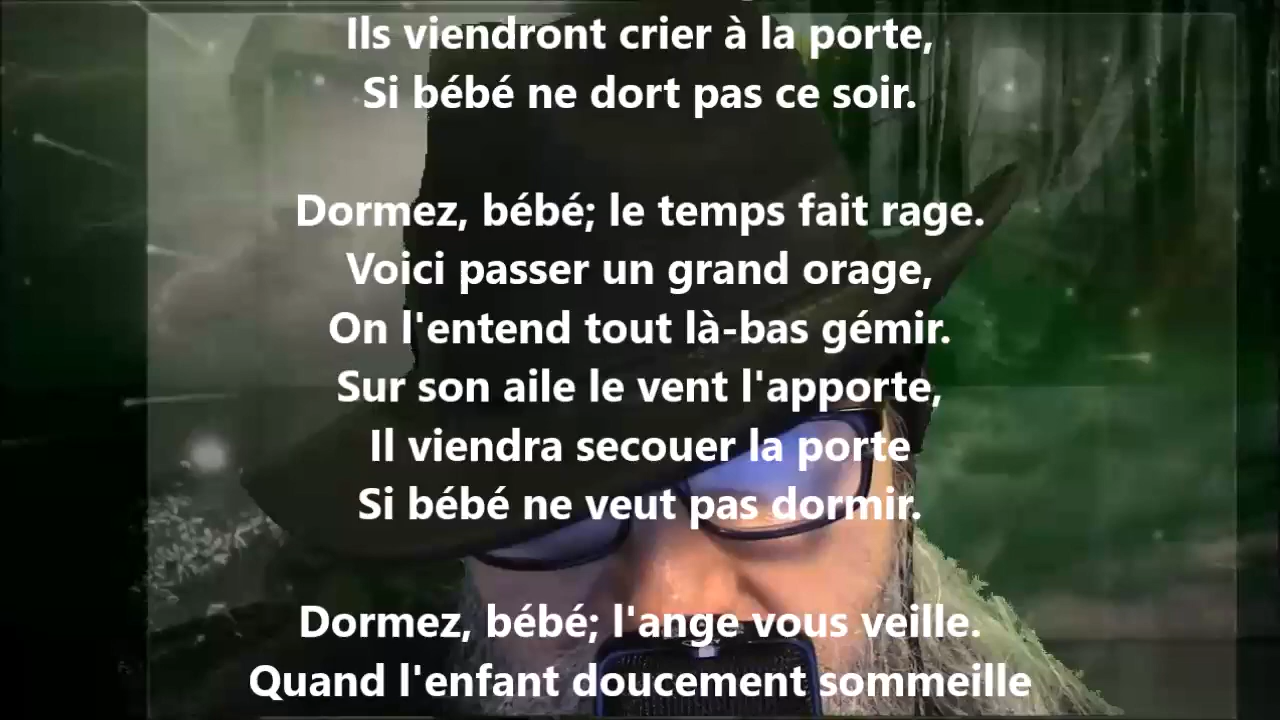 Ils viendront crier à la porte,
Si bébé ne dort pas ce soir.
Dormez, bébé; le temps fait rage.
Voici passer un grand orage,
On l'entend tout là-bas gémir.
Sur son aile le vent l'apporte,
Il viendra secouer la porte
Si bébé ne veut pas dormir.
Dormez, bébé; l'ange vous veille.
Quand l'enfant doucement sommeille